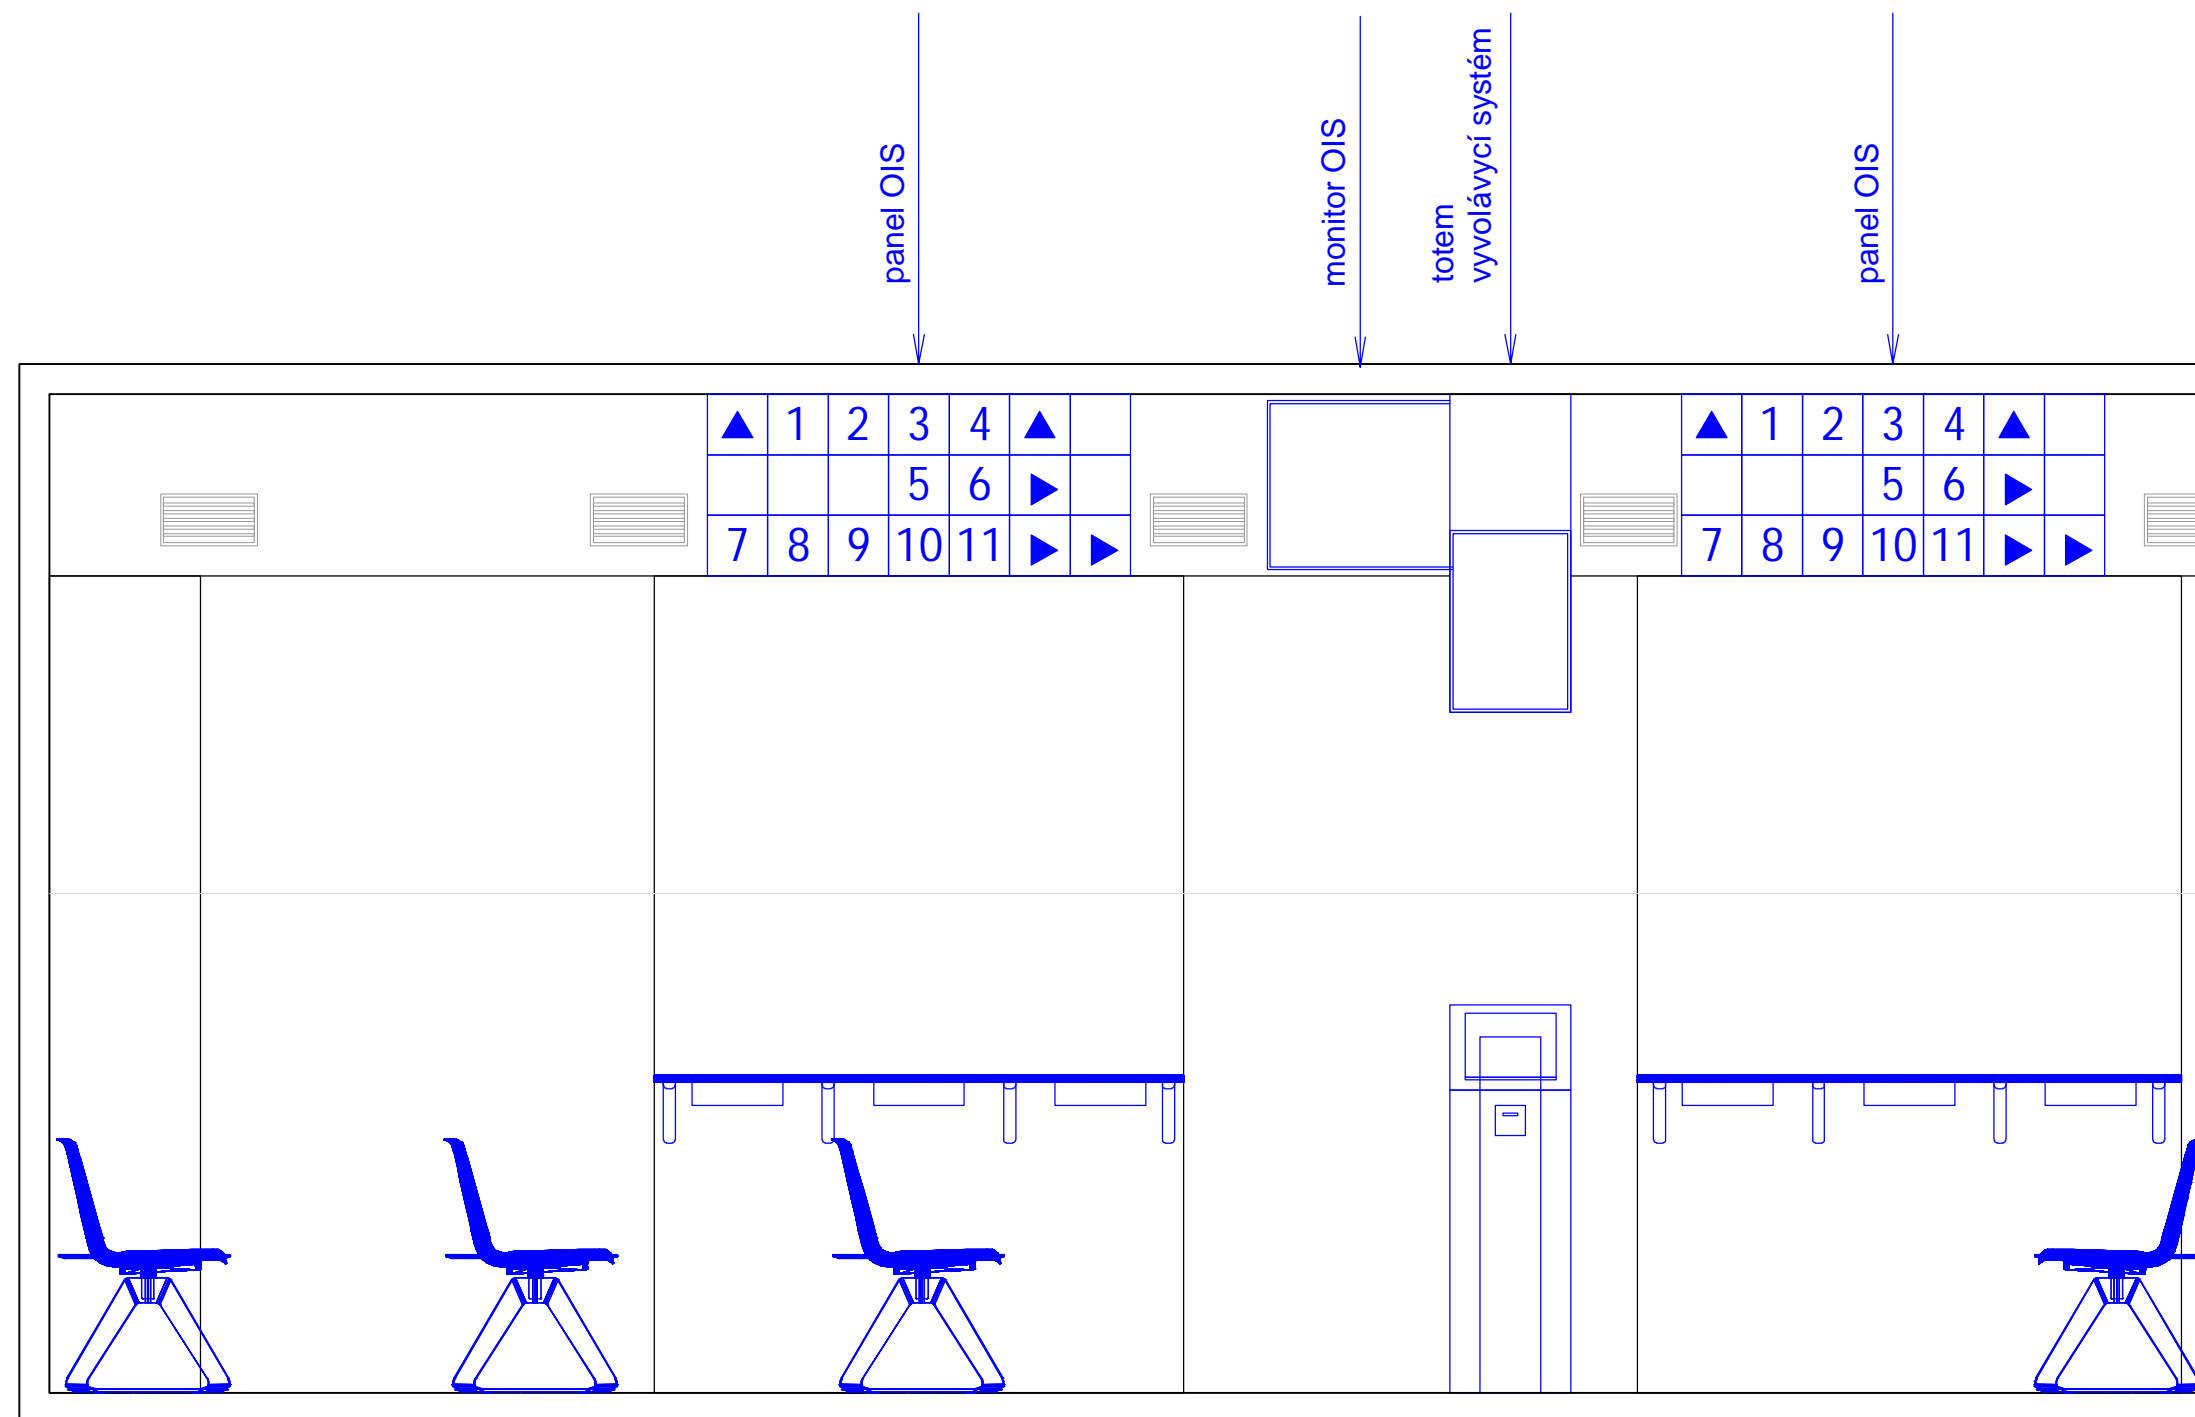 panel OIS
monitor OIS
totem
vyvolávycí systém
panel OIS
▲ 1 2 3 4 ▲
5 6 ▶
7 8 9 10 11 ▶ ▶
▲ 1 2 3 4 ▲
5 6 ▶
7 8 9 10 11 ▶ ▶